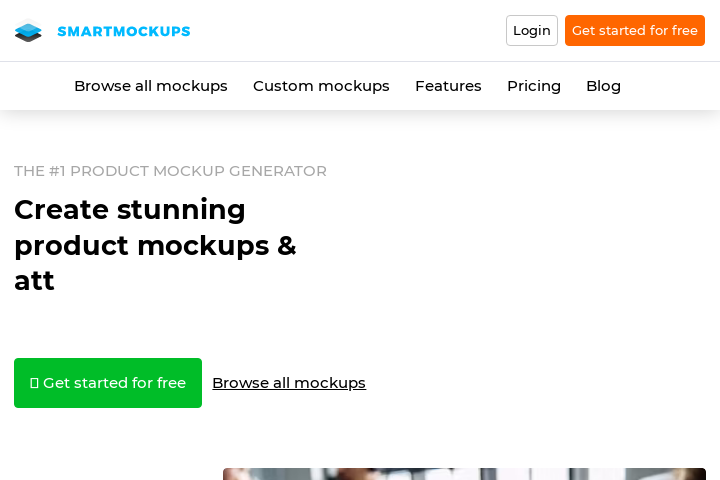 SMARTMOCKUPS
Login
Get started for free
Browse all mockups
Custom mockups
Features
Pricing
Blog
THE #1 PRODUCT MOCKUP GENERATOR
Create stunning
product mockups &
att
Get started for free
Browse all mockups